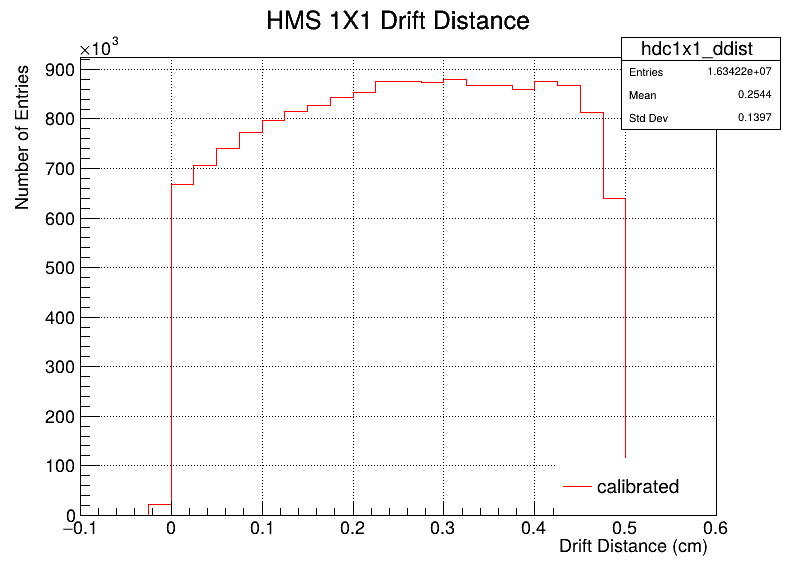 HMS 1X1 Drift Distance
×10³
hdc1x1_ddist
Entries 1.63422e+07
Mean 0.2544
Std Dev 0.1397
Number of Entries
900
800
700
600
500
400
300
200
100
0
calibrated
−0.1 0 0.1 0.2 0.3 0.4 0.5 0.6
Drift Distance (cm)